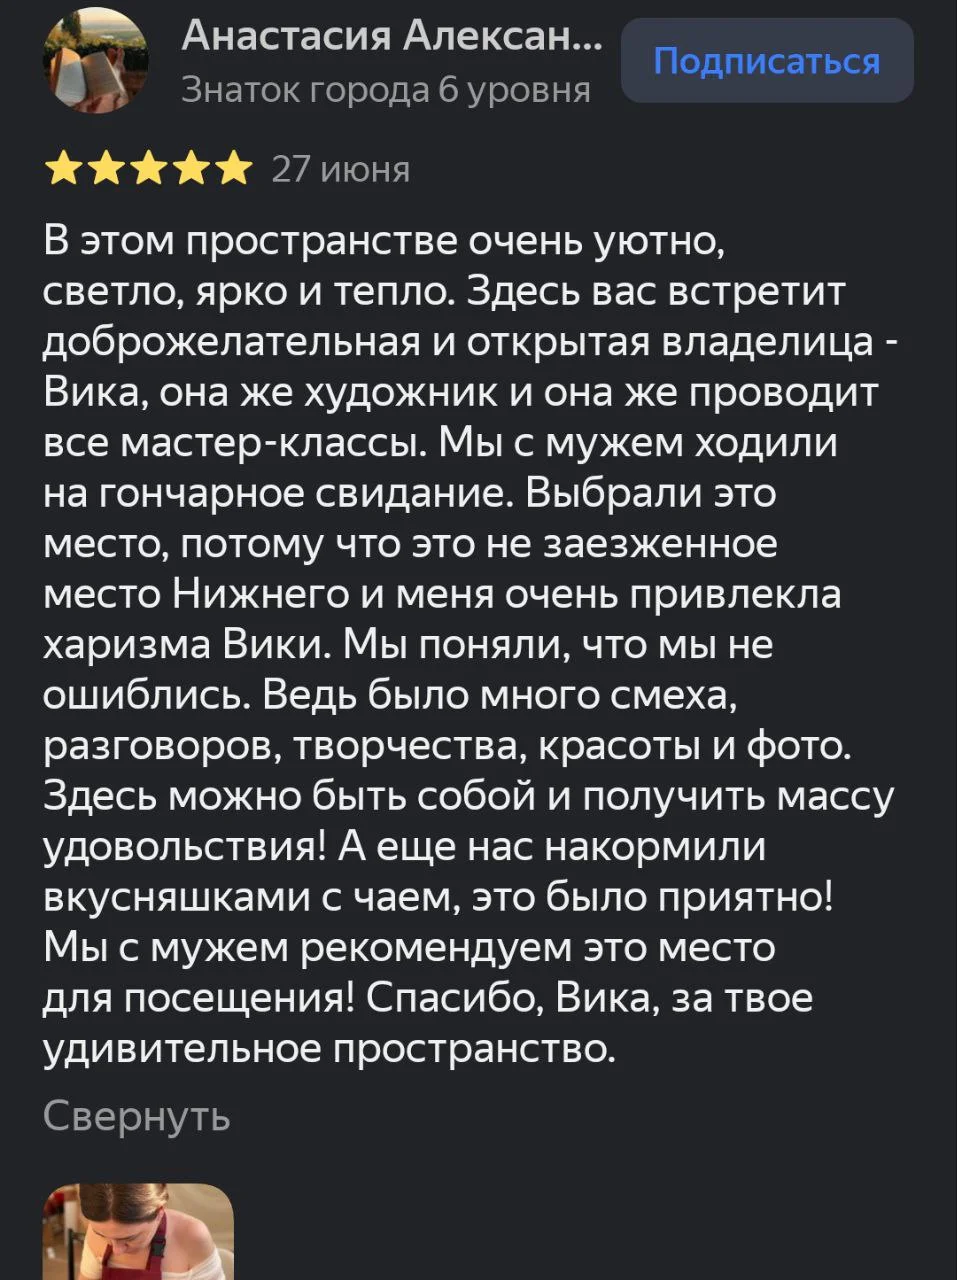 Анастасия Алексан...
Подписаться
Знаток города 6 уровня
27 июня
В этом пространстве очень уютно,
светло, ярко и тепло. Здесь вас встретит
доброжелательная и открытая владелица -
Вика, она же художник и она же проводит
все мастер-классы. Мы с мужем ходили
на гончарное свидание. Выбрали это
место, потому что это не заезженное
место Нижнего и меня очень привлекла
харизма Вики. Мы поняли, что мы не
ошиблись. Ведь было много смеха,
разговоров, творчества, красоты и фото.
Здесь можно быть собой и получить массу
удовольствия! А еще нас накормили
вкусняшками с чаем, это было приятно!
Мы с мужем рекомендуем это место
для посещения! Спасибо, Вика, за твое
удивительное пространство.
Свернуть